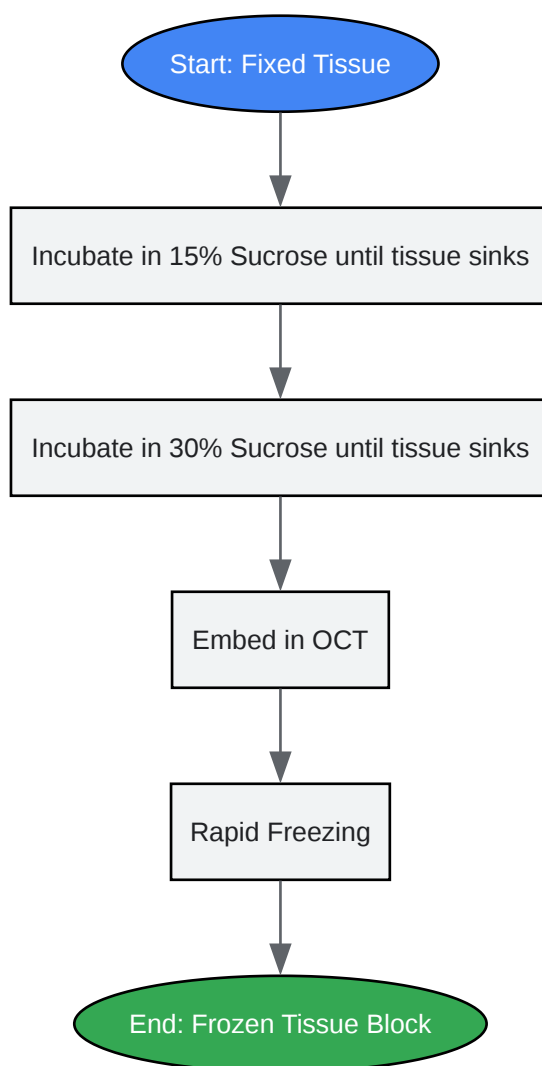 Start: Fixed Tissue
Incubate in 15% Sucrose until tissue sinks
Incubate in 30% Sucrose until tissue sinks
Embed in OCT
Rapid Freezing
End: Frozen Tissue Block